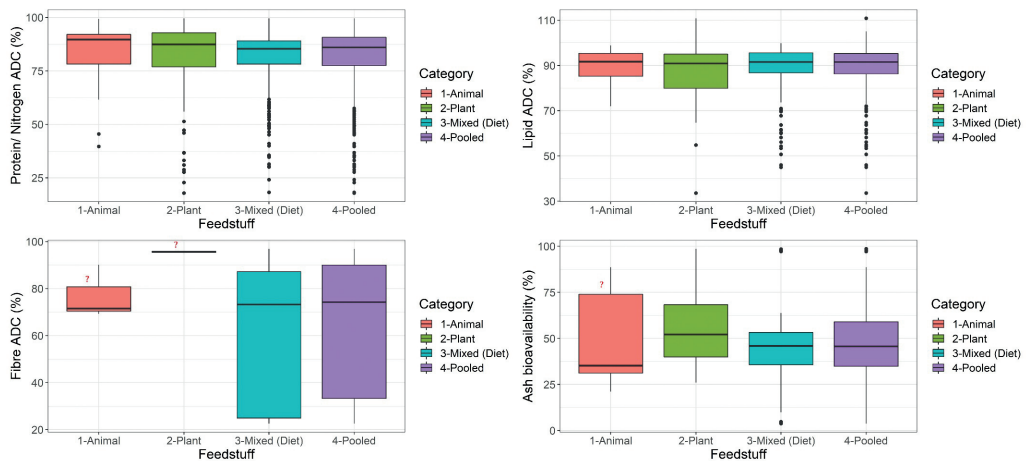 Protein/ Nitrogen ADC (%)
100
75
50
25
1-Animal 2-Plant 3-Mixed (Diet) 4-Pooled
Feedstuff
Category
1-Animal
2-Plant
3-Mixed (Diet)
4-Pooled
Lipid ADC (%)
110
90
70
50
30
1-Animal 2-Plant 3-Mixed (Diet) 4-Pooled
Feedstuff
Category
1-Animal
2-Plant
3-Mixed (Diet)
4-Pooled
Fibre ADC (%)
100
80
60
40
20
? ?
1-Animal 2-Plant 3-Mixed (Diet) 4-Pooled
Feedstuff
Category
1-Animal
2-Plant
3-Mixed (Diet)
4-Pooled
Ash bioavailability (%)
100
75
50
25
0
?
1-Animal 2-Plant 3-Mixed (Diet) 4-Pooled
Feedstuff
Category
1-Animal
2-Plant
3-Mixed (Diet)
4-Pooled